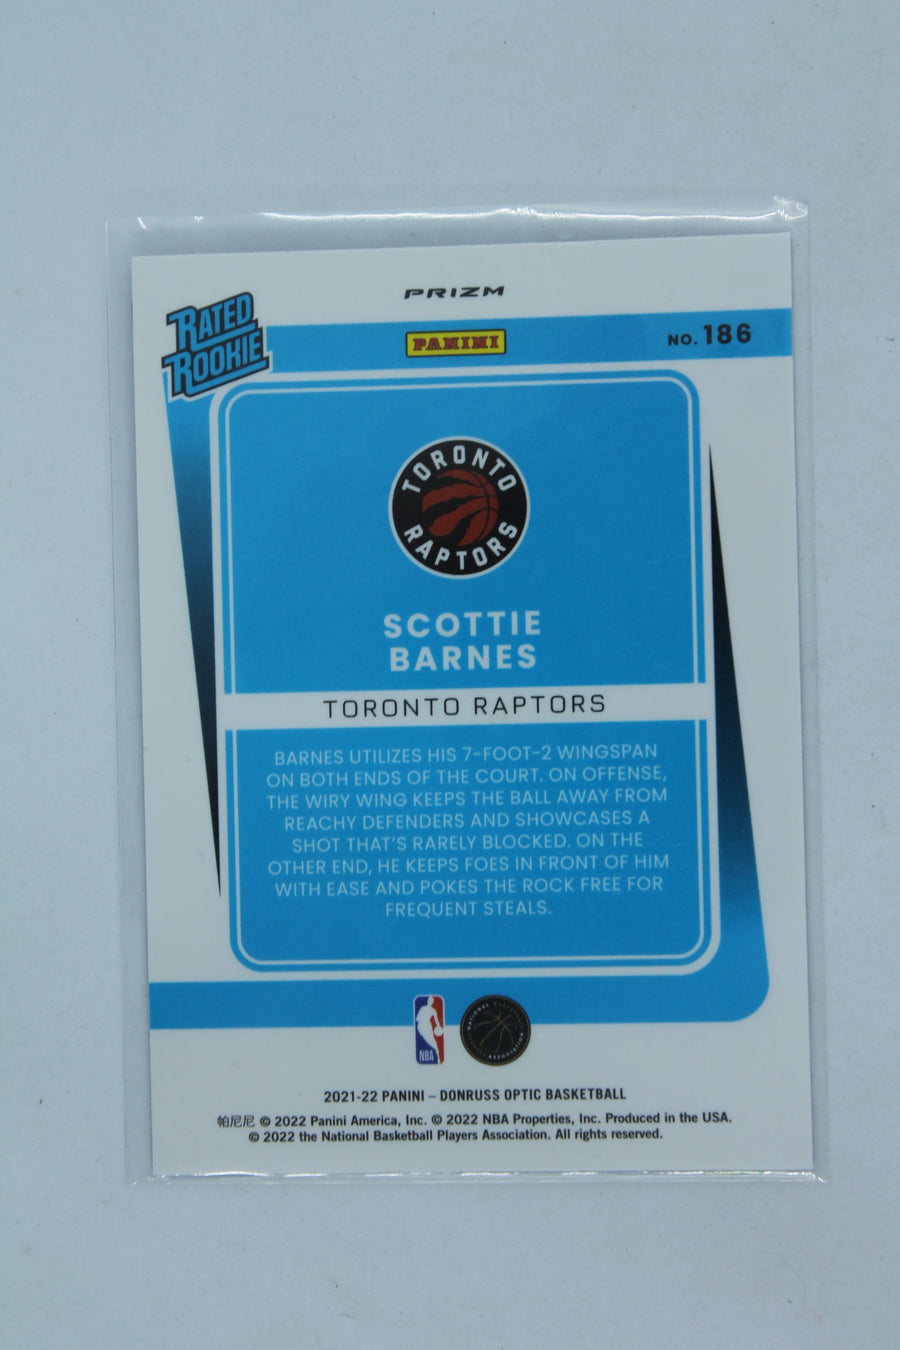 PRIZM
RATED
ROOKIE
PANINI
NO. 186
TORONTO
RAPTORS
SCOTTIE
BARNES
TORONTO RAPTORS
BARNES UTILIZES HIS 7-FOOT-2 WINGSPAN
ON BOTH ENDS OF THE COURT. ON OFFENSE,
THE WIRY WING KEEPS THE BALL AWAY FROM
REACHY DEFENDERS AND SHOWCASES A
SHOT THAT'S RARELY BLOCKED. ON THE
OTHER END, HE KEEPS FOES IN FRONT OF HIM
WITH EASE AND POKES THE ROCK FREE FOR
FREQUENT STEALS.
NBA
NATIONAL
ASSOCIATION
2021-22 PANINI – DONRUSS OPTIC BASKETBALL
帕尼尼 © 2022 Panini America, Inc. © 2022 NBA Properties, Inc. Produced in the USA.
© 2022 the National Basketball Players Association. All rights reserved.